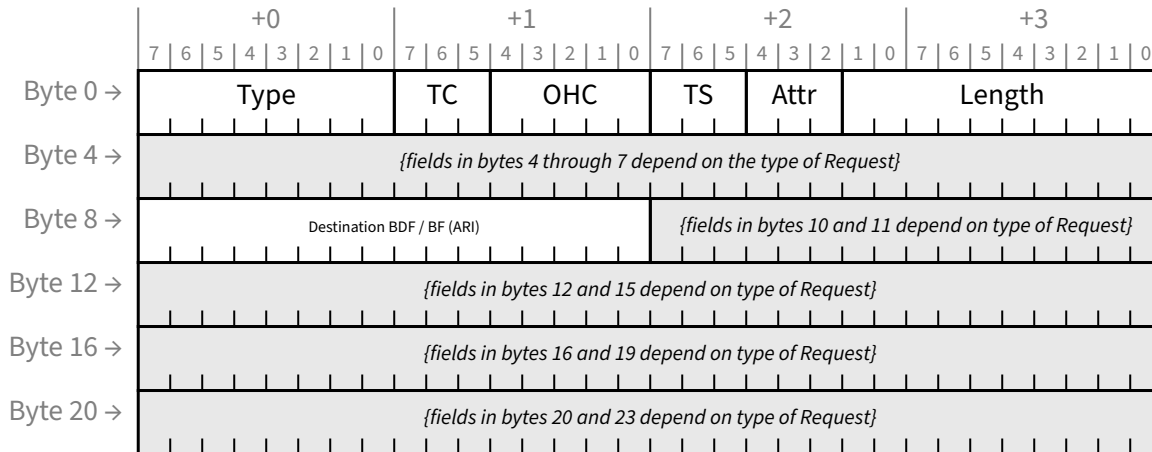 +0 +1 +2 +3
7 6 5 4 3 2 1 0 7 6 5 4 3 2 1 0 7 6 5 4 3 2 1 0 7 6 5 4 3 2 1 0
Byte 0 → Type TC OHC TS Attr Length
Byte 4 → {fields in bytes 4 through 7 depend on the type of Request}
Byte 8 → Destination BDF / BF (ARI) {fields in bytes 10 and 11 depend on type of Request}
Byte 12 → {fields in bytes 12 and 15 depend on type of Request}
Byte 16 → {fields in bytes 16 and 19 depend on type of Request}
Byte 20 → {fields in bytes 20 and 23 depend on type of Request}